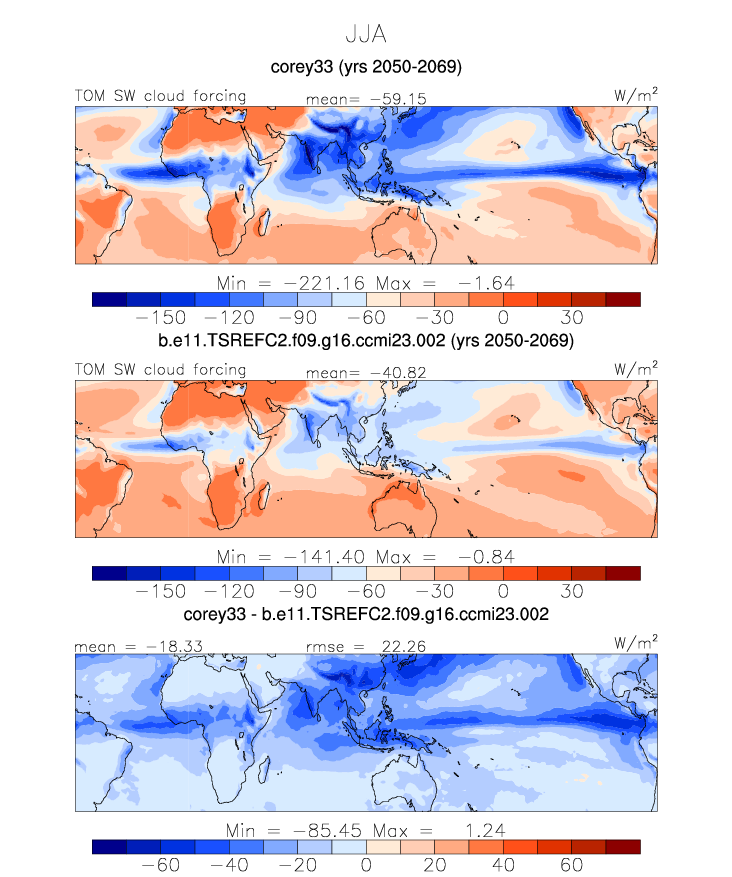 JJA
corey33 (yrs 2050-2069)
TOM SW cloud forcing mean= −59.15 W/m²
Min = −221.16 Max = −1.64
−150 −120 −90 −60 −30 0 30
b.e11.TSREFC2.f09.g16.ccmi23.002 (yrs 2050-2069)
TOM SW cloud forcing mean= −40.82 W/m²
Min = −141.40 Max = −0.84
−150 −120 −90 −60 −30 0 30
corey33 - b.e11.TSREFC2.f09.g16.ccmi23.002
mean = −18.33 rmse = 22.26 W/m²
Min = −85.45 Max = 1.24
−60 −40 −20 0 20 40 60